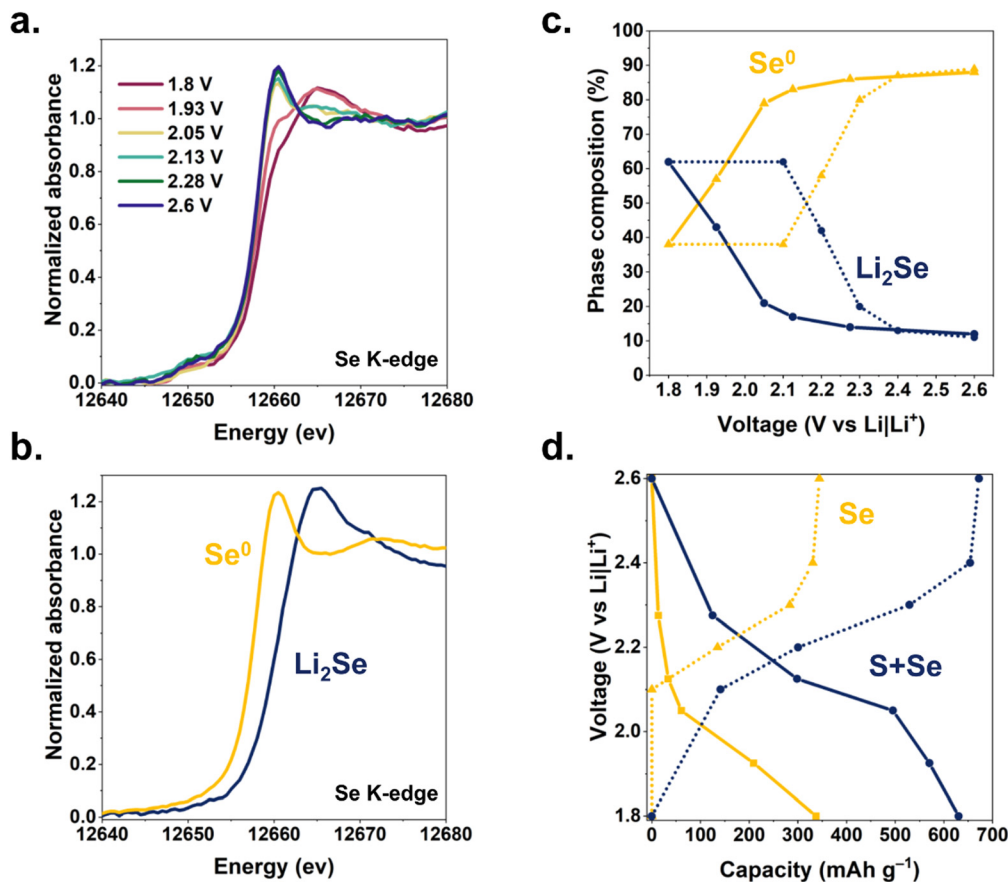 a.
Normalized absorbance
1.2
1.0
0.8
0.6
0.4
0.2
0.0
1.8 V
1.93 V
2.05 V
2.13 V
2.28 V
2.6 V
Se K-edge
12640 12650 12660 12670 12680
Energy (ev)
b.
Normalized absorbance
1.2
1.0
0.8
0.6
0.4
0.2
0.0
Se⁰
Li₂Se
Se K-edge
12640 12650 12660 12670 12680
Energy (ev)
c.
Phase composition (%)
100
90
80
70
60
50
40
30
20
10
0
Se⁰
Li₂Se
1.8 1.9 2.0 2.1 2.2 2.3 2.4 2.5 2.6
Voltage (V vs Li|Li⁺)
d.
Voltage (V vs Li|Li⁺)
2.6
2.4
2.2
2.0
1.8
Se
S+Se
0 100 200 300 400 500 600 700
Capacity (mAh g⁻¹)